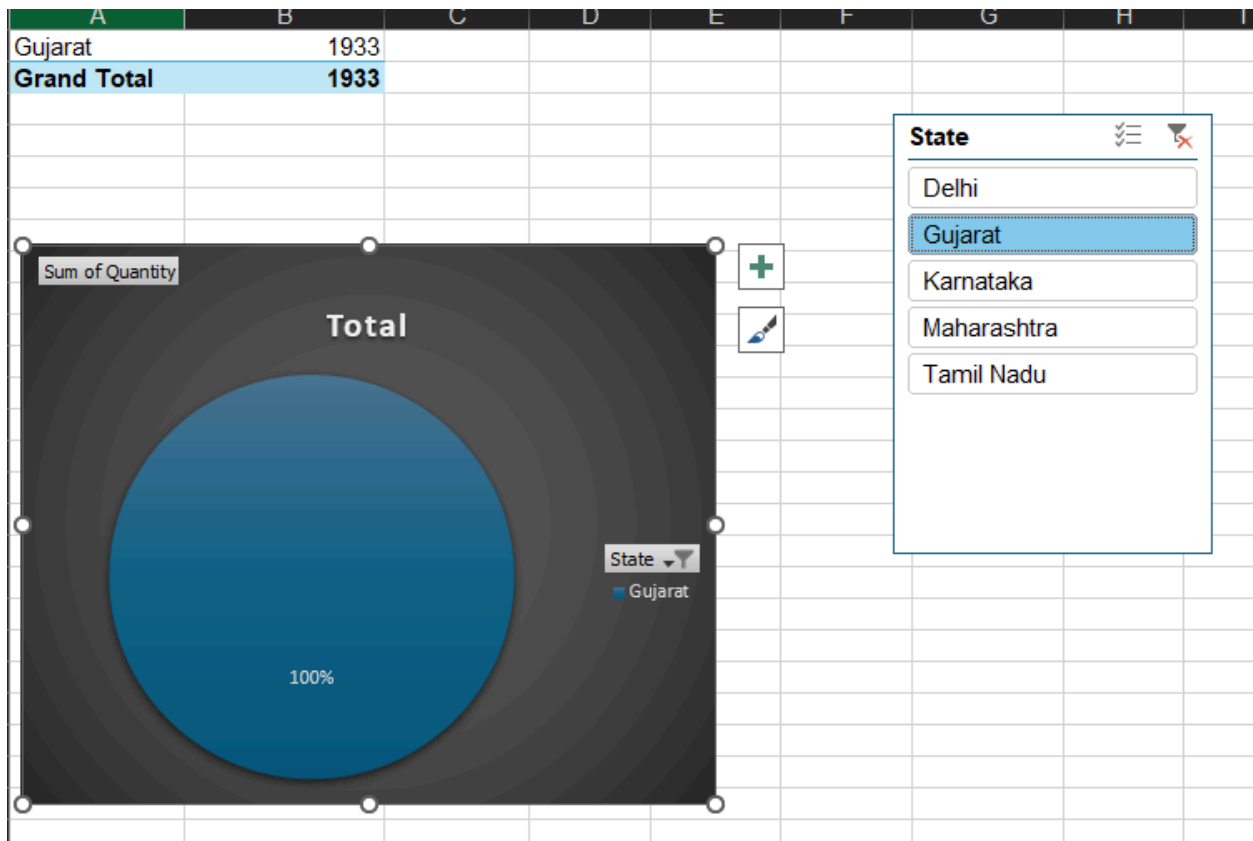 A B C D E F G H I
Gujarat 1933
Grand Total 1933
State
Delhi
Gujarat
Karnataka
Maharashtra
Tamil Nadu
Sum of Quantity
Total
State
Gujarat
100%